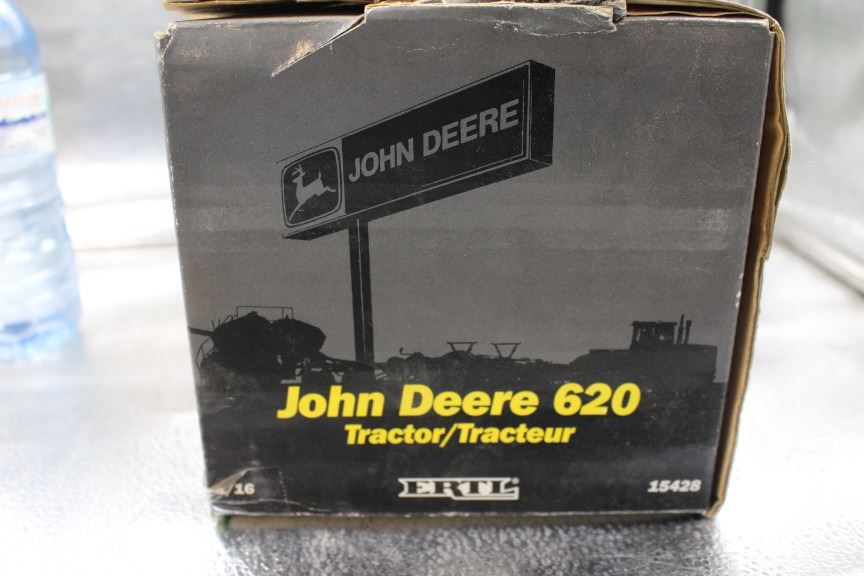 JOHN DEERE
John Deere 620
Tractor/Tracteur
/16
ERTL
15428